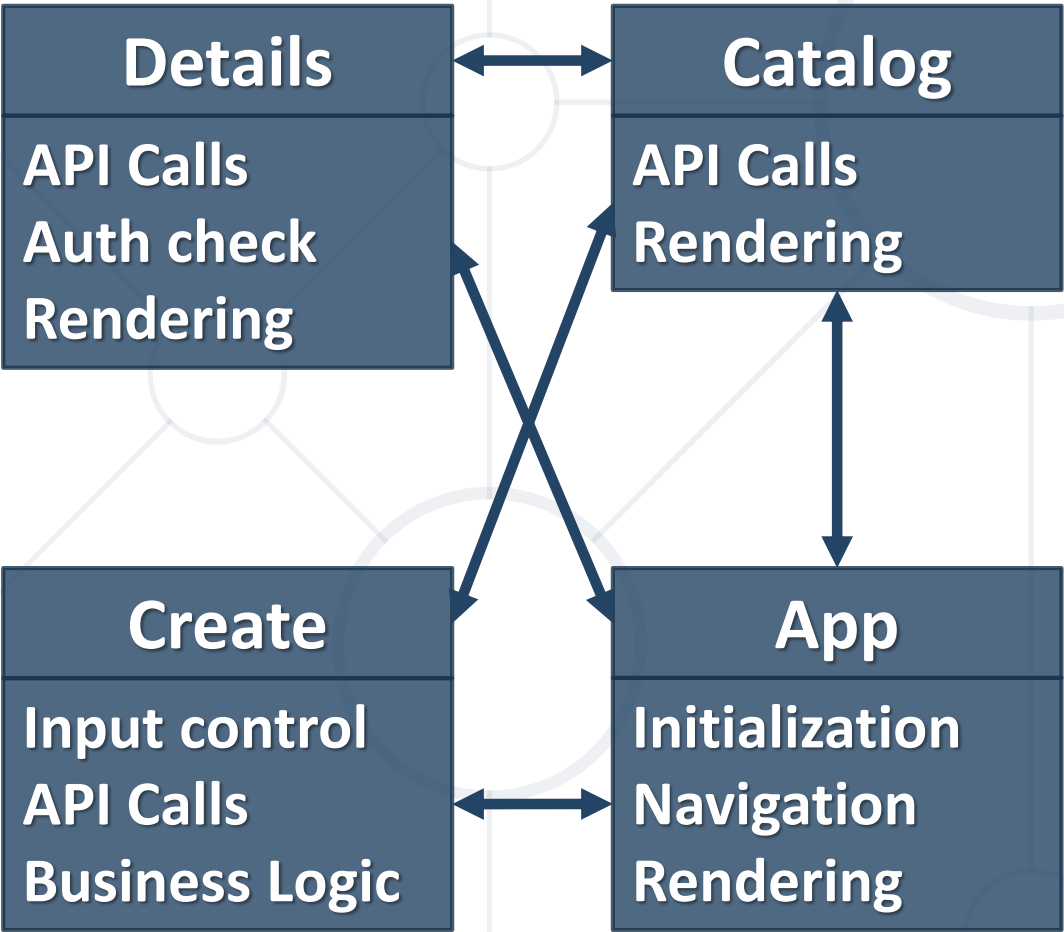 Details
API Calls
Auth check
Rendering
Catalog
API Calls
Rendering
Create
Input control
API Calls
Business Logic
App
Initialization
Navigation
Rendering